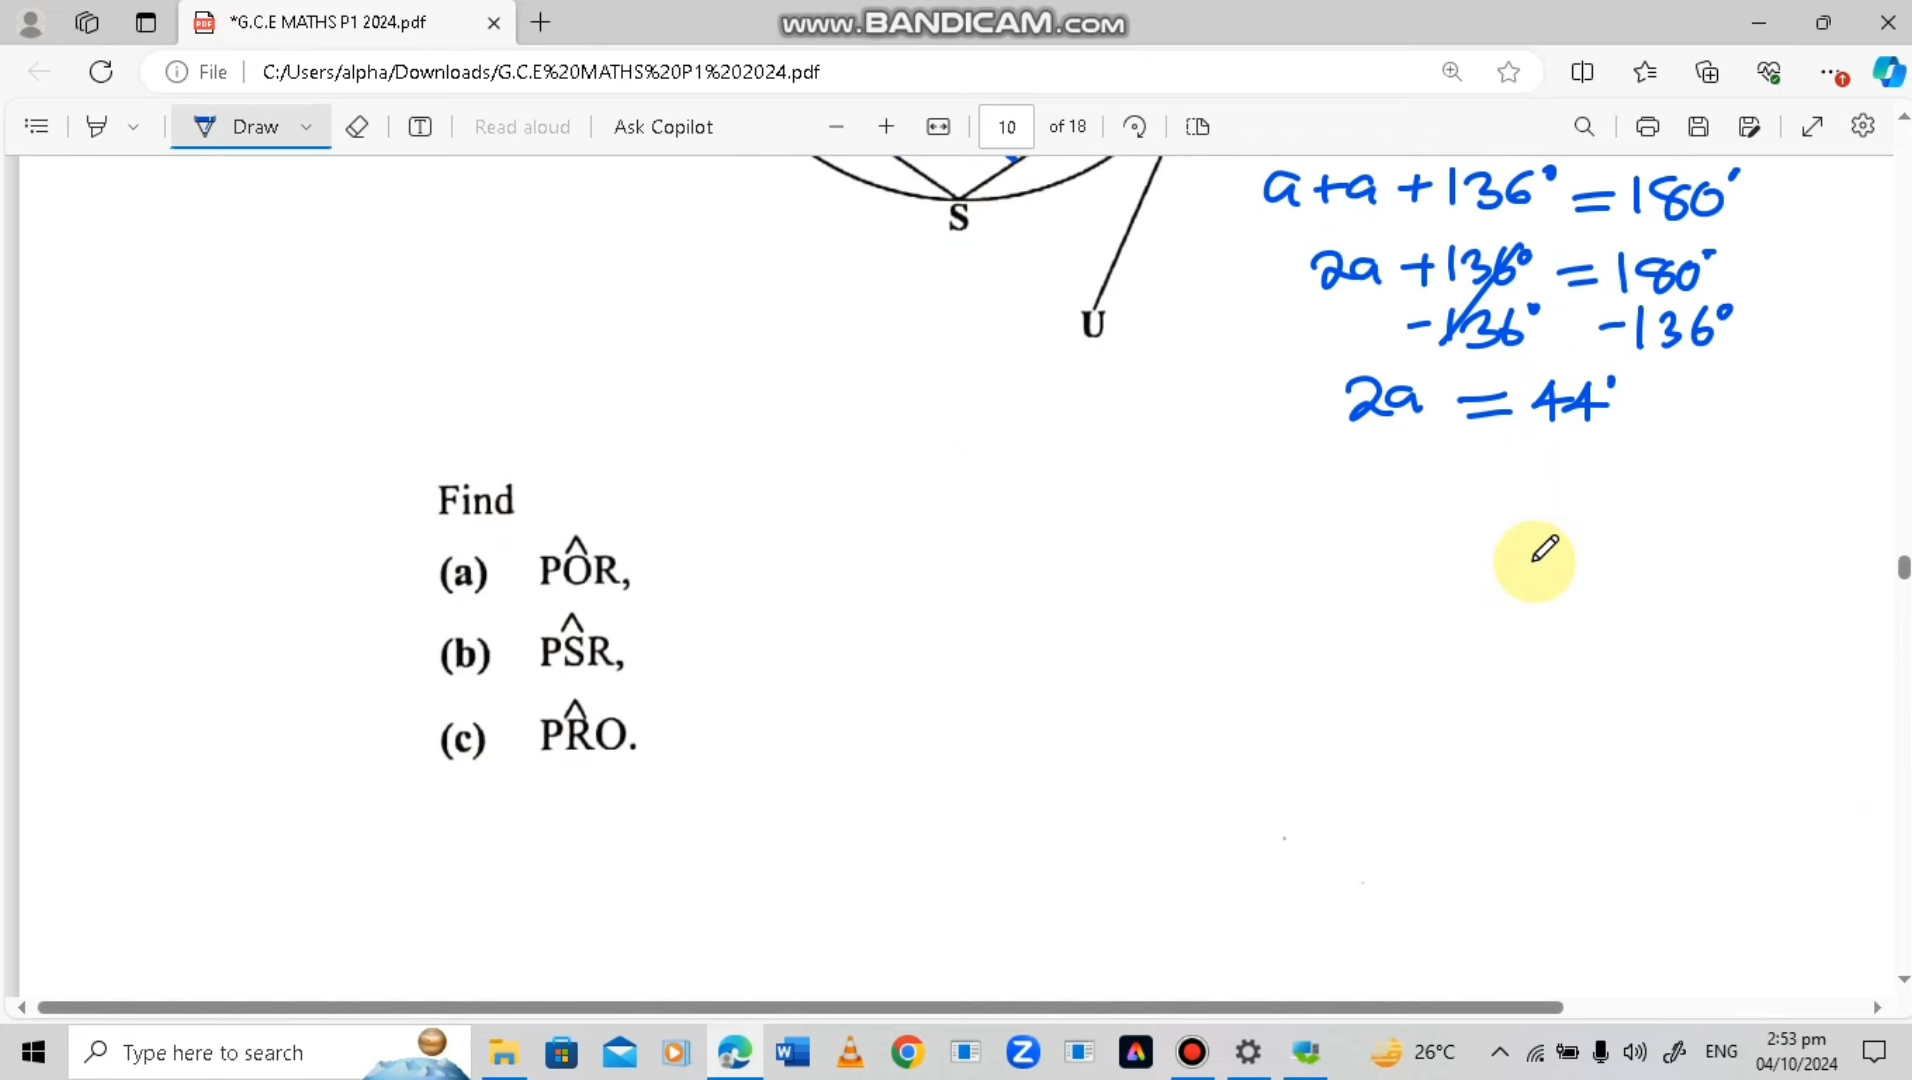 *G.C.E MATHS P1 2024.pdf
www.BANDICAM.com
File
C:/Users/alpha/Downloads/G.C.E%20MATHS%20P1%202024.pdf
Draw
Read aloud
Ask Copilot
10
of 18
a+a +136° = 180°
2a +136° = 180°
-136° -136°
2a = 44°
S
U
Find
(a) PÔR,
(b) PŜR,
(c) PR̂O.
Type here to search
26°C
ENG
2:53 pm
04/10/2024